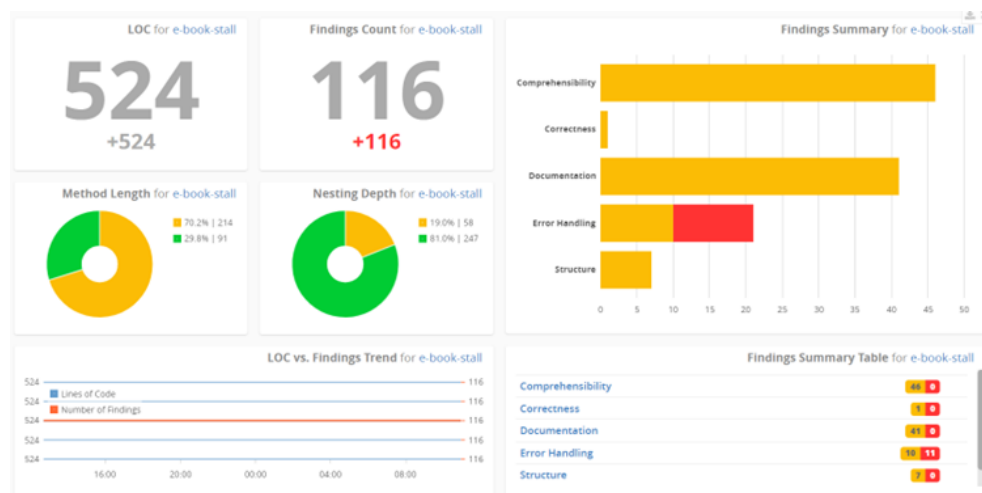 LOC for e-book-stall
524
+524
Findings Count for e-book-stall
116
+116
Findings Summary for e-book-stall
Comprehensibility
Correctness
Documentation
Error Handling
Structure
0 5 10 15 20 25 30 35 40 45 50
Method Length for e-book-stall
70.2% | 214
29.8% | 91
Nesting Depth for e-book-stall
19.0% | 58
81.0% | 247
LOC vs. Findings Trend for e-book-stall
524 116
Lines of Code
524 116
Number of Findings
524 116
524 116
524 116
16:00 20:00 00:00 04:00 08:00
Findings Summary Table for e-book-stall
Comprehensibility 46 0
Correctness 1 0
Documentation 41 0
Error Handling 10 11
Structure 7 0